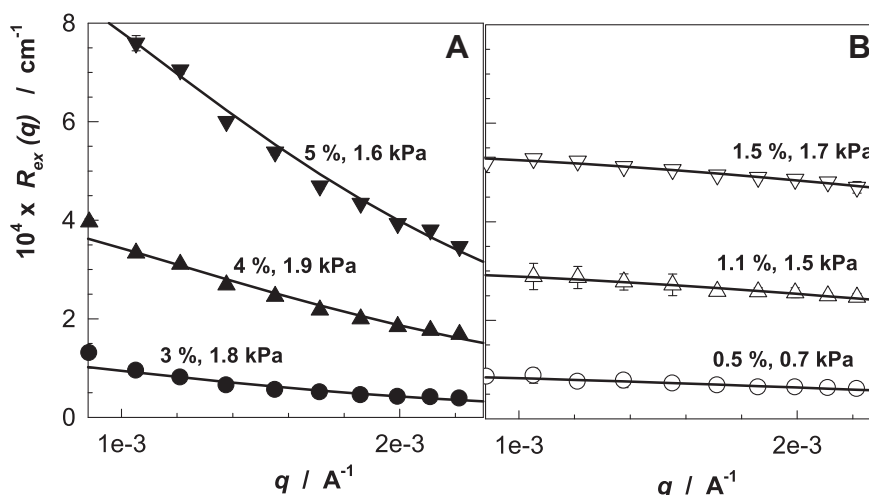 10⁴ x R_ex (q) / cm⁻¹
8
6
4
2
0
A
5 %, 1.6 kPa
4 %, 1.9 kPa
3 %, 1.8 kPa
1e-3
2e-3
q / A⁻¹
B
1.5 %, 1.7 kPa
1.1 %, 1.5 kPa
0.5 %, 0.7 kPa
1e-3
2e-3
q / A⁻¹